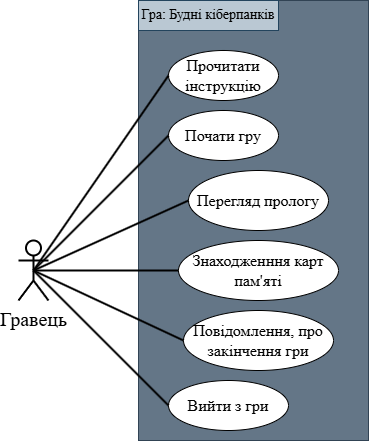 Гра: Будні кіберпанків
Прочитати
інструкцію
Почати гру
Перегляд прологу
Знаходженння карт
пам'яті
Гравець
Повідомлення, про
закінчення гри
Вийти з гри